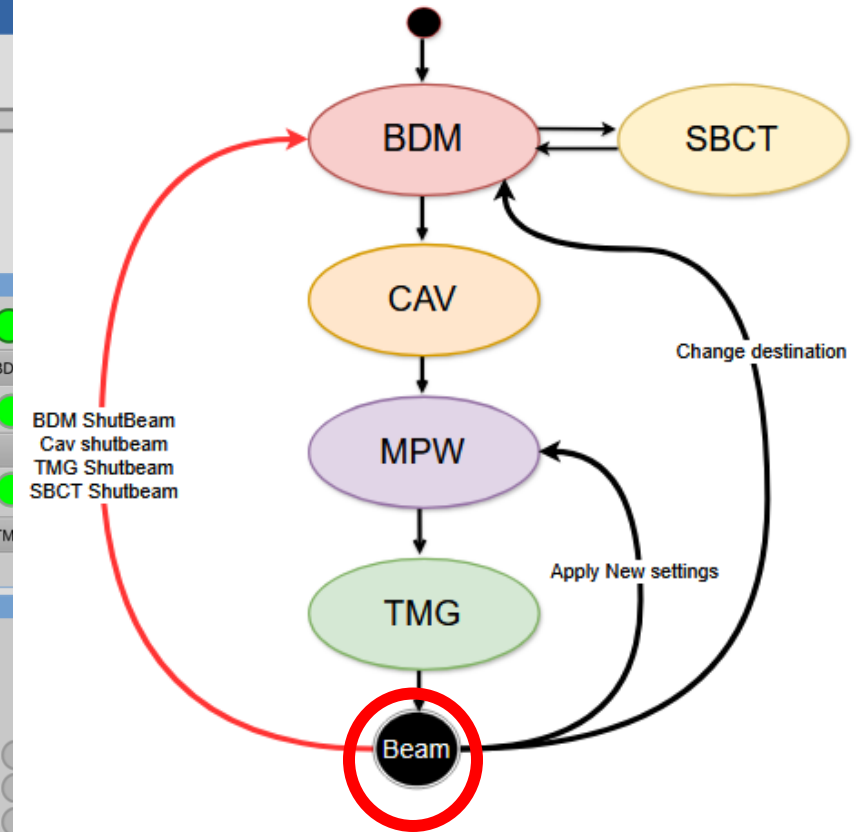 BDM
SBCT
CAV
Change destination
BDM ShutBeam
Cav shutbeam
TMG Shutbeam
SBCT Shutbeam
MPW
Apply New settings
TMG
Beam